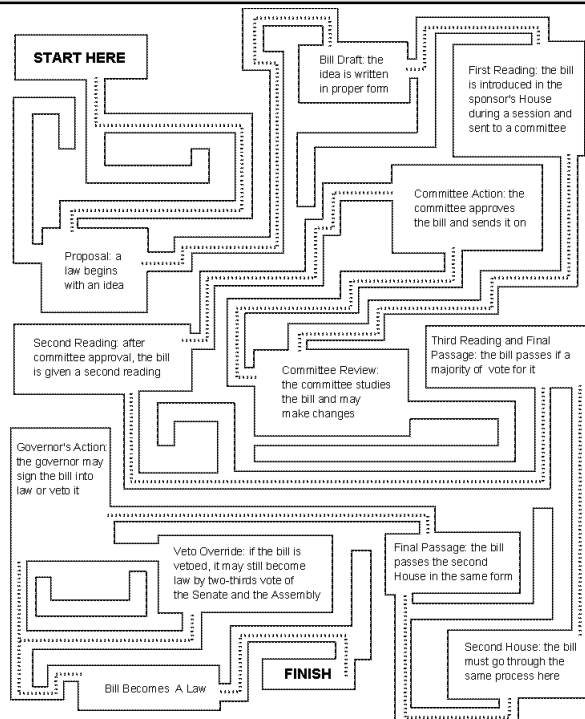 START HERE
Bill Draft: the
idea is written
in proper form
First Reading: the bill
is introduced in the
sponsor's House
during a session and
sent to a committee
Committee Action: the
committee approves
the bill and sends it on
Proposal: a
law begins
with an idea
Second Reading: after
committee approval, the bill
is given a second reading
Committee Review:
the committee studies
the bill and may
make changes
Third Reading and Final
Passage: the bill passes if a
majority of vote for it
Governor's Action:
the governor may
sign the bill into
law or veto it
Veto Override: if the bill is
vetoed, it may still become
law by two-thirds vote of
the Senate and the Assembly
Final Passage: the bill
passes the second
House in the same form
Second House: the bill
must go through the
same process here
Bill Becomes A Law
FINISH